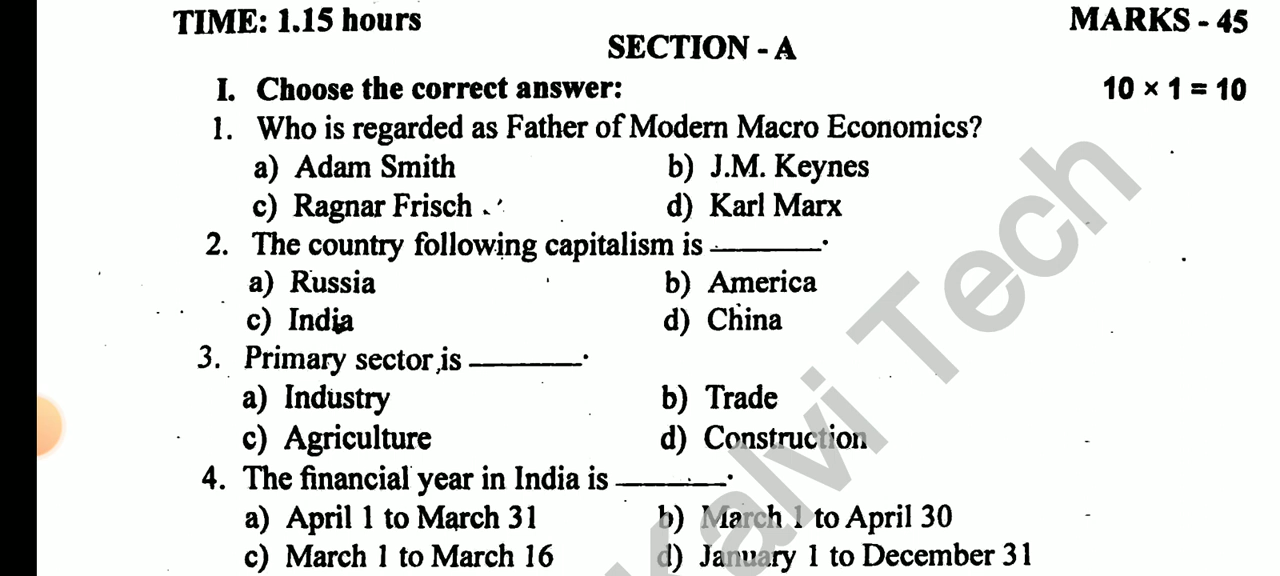 TIME: 1.15 hours MARKS - 45
SECTION - A
I. Choose the correct answer: 10 × 1 = 10
1. Who is regarded as Father of Modern Macro Economics?
a) Adam Smith b) J.M. Keynes
c) Ragnar Frisch d) Karl Marx
2. The country following capitalism is ________.
a) Russia b) America
c) India d) China
3. Primary sector is ________.
a) Industry b) Trade
c) Agriculture d) Construction
4. The financial year in India is ________.
a) April 1 to March 31 b) March 1 to April 30
c) March 1 to March 16 d) January 1 to December 31
Kalvi Tech